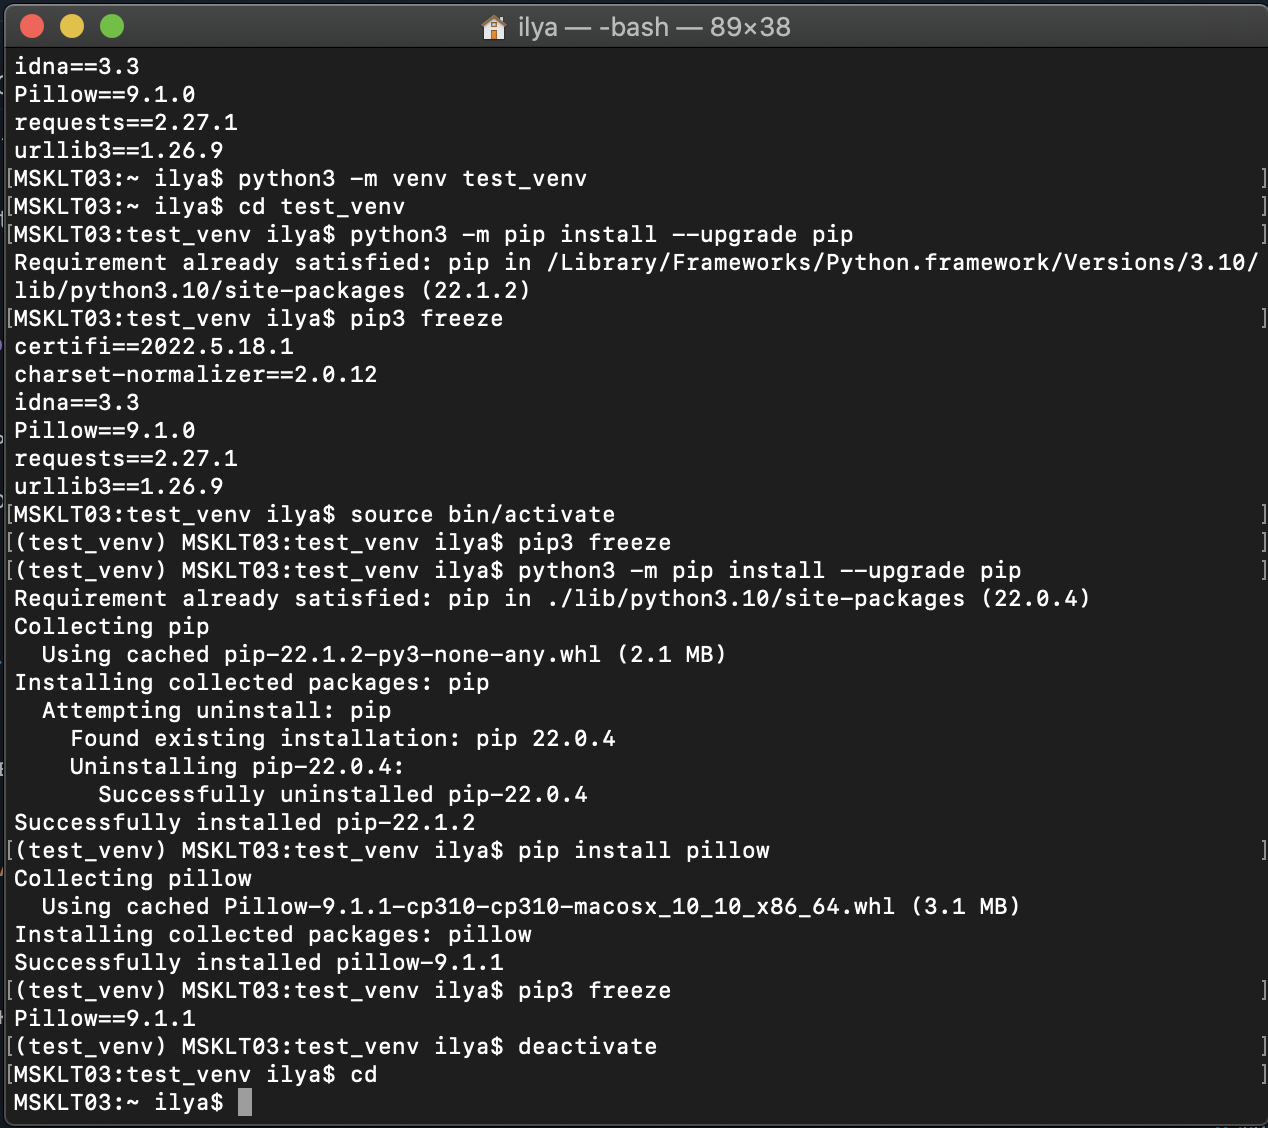 ilya — -bash — 89×38
idna==3.3
Pillow==9.1.0
requests==2.27.1
urllib3==1.26.9
[MSKLT03:~ ilya$ python3 -m venv test_venv ]
[MSKLT03:~ ilya$ cd test_venv ]
[MSKLT03:test_venv ilya$ python3 -m pip install --upgrade pip ]
Requirement already satisfied: pip in /Library/Frameworks/Python.framework/Versions/3.10/
lib/python3.10/site-packages (22.1.2)
[MSKLT03:test_venv ilya$ pip3 freeze ]
certifi==2022.5.18.1
charset-normalizer==2.0.12
idna==3.3
Pillow==9.1.0
requests==2.27.1
urllib3==1.26.9
[MSKLT03:test_venv ilya$ source bin/activate ]
[(test_venv) MSKLT03:test_venv ilya$ pip3 freeze ]
[(test_venv) MSKLT03:test_venv ilya$ python3 -m pip install --upgrade pip ]
Requirement already satisfied: pip in ./lib/python3.10/site-packages (22.0.4)
Collecting pip
  Using cached pip-22.1.2-py3-none-any.whl (2.1 MB)
Installing collected packages: pip
  Attempting uninstall: pip
    Found existing installation: pip 22.0.4
    Uninstalling pip-22.0.4:
      Successfully uninstalled pip-22.0.4
Successfully installed pip-22.1.2
[(test_venv) MSKLT03:test_venv ilya$ pip install pillow ]
Collecting pillow
  Using cached Pillow-9.1.1-cp310-cp310-macosx_10_10_x86_64.whl (3.1 MB)
Installing collected packages: pillow
Successfully installed pillow-9.1.1
[(test_venv) MSKLT03:test_venv ilya$ pip3 freeze ]
Pillow==9.1.1
[(test_venv) MSKLT03:test_venv ilya$ deactivate ]
[MSKLT03:test_venv ilya$ cd ]
MSKLT03:~ ilya$